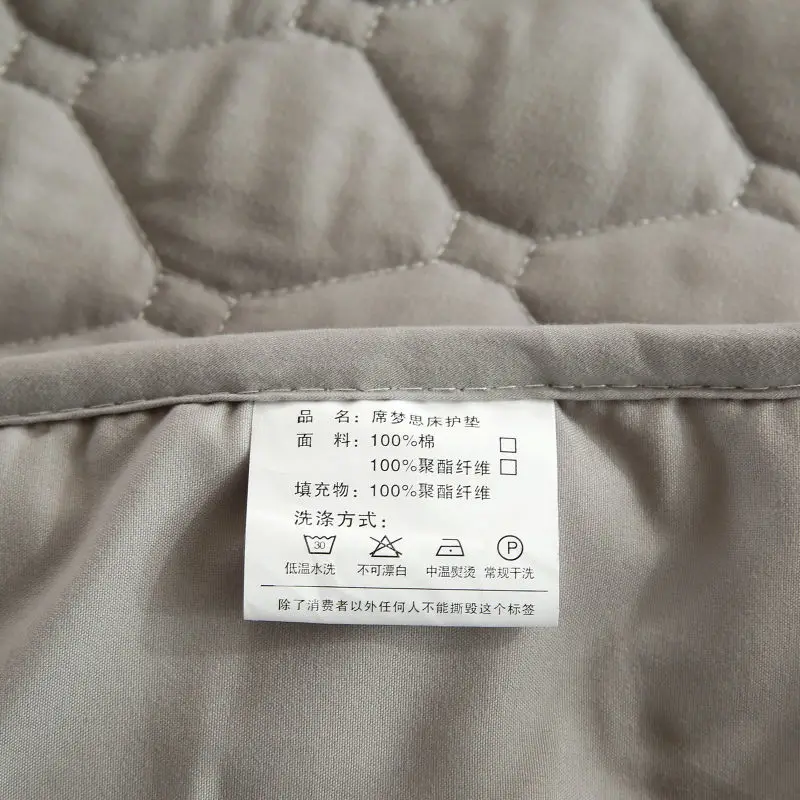 品 名：席梦思床护垫
面 料：100%棉 □
100%聚酯纤维 □
填充物：100%聚酯纤维
洗涤方式：
30 P
低温水洗 不可漂白 中温熨烫 常规干洗
除了消费者以外任何人不能撕毁这个标签